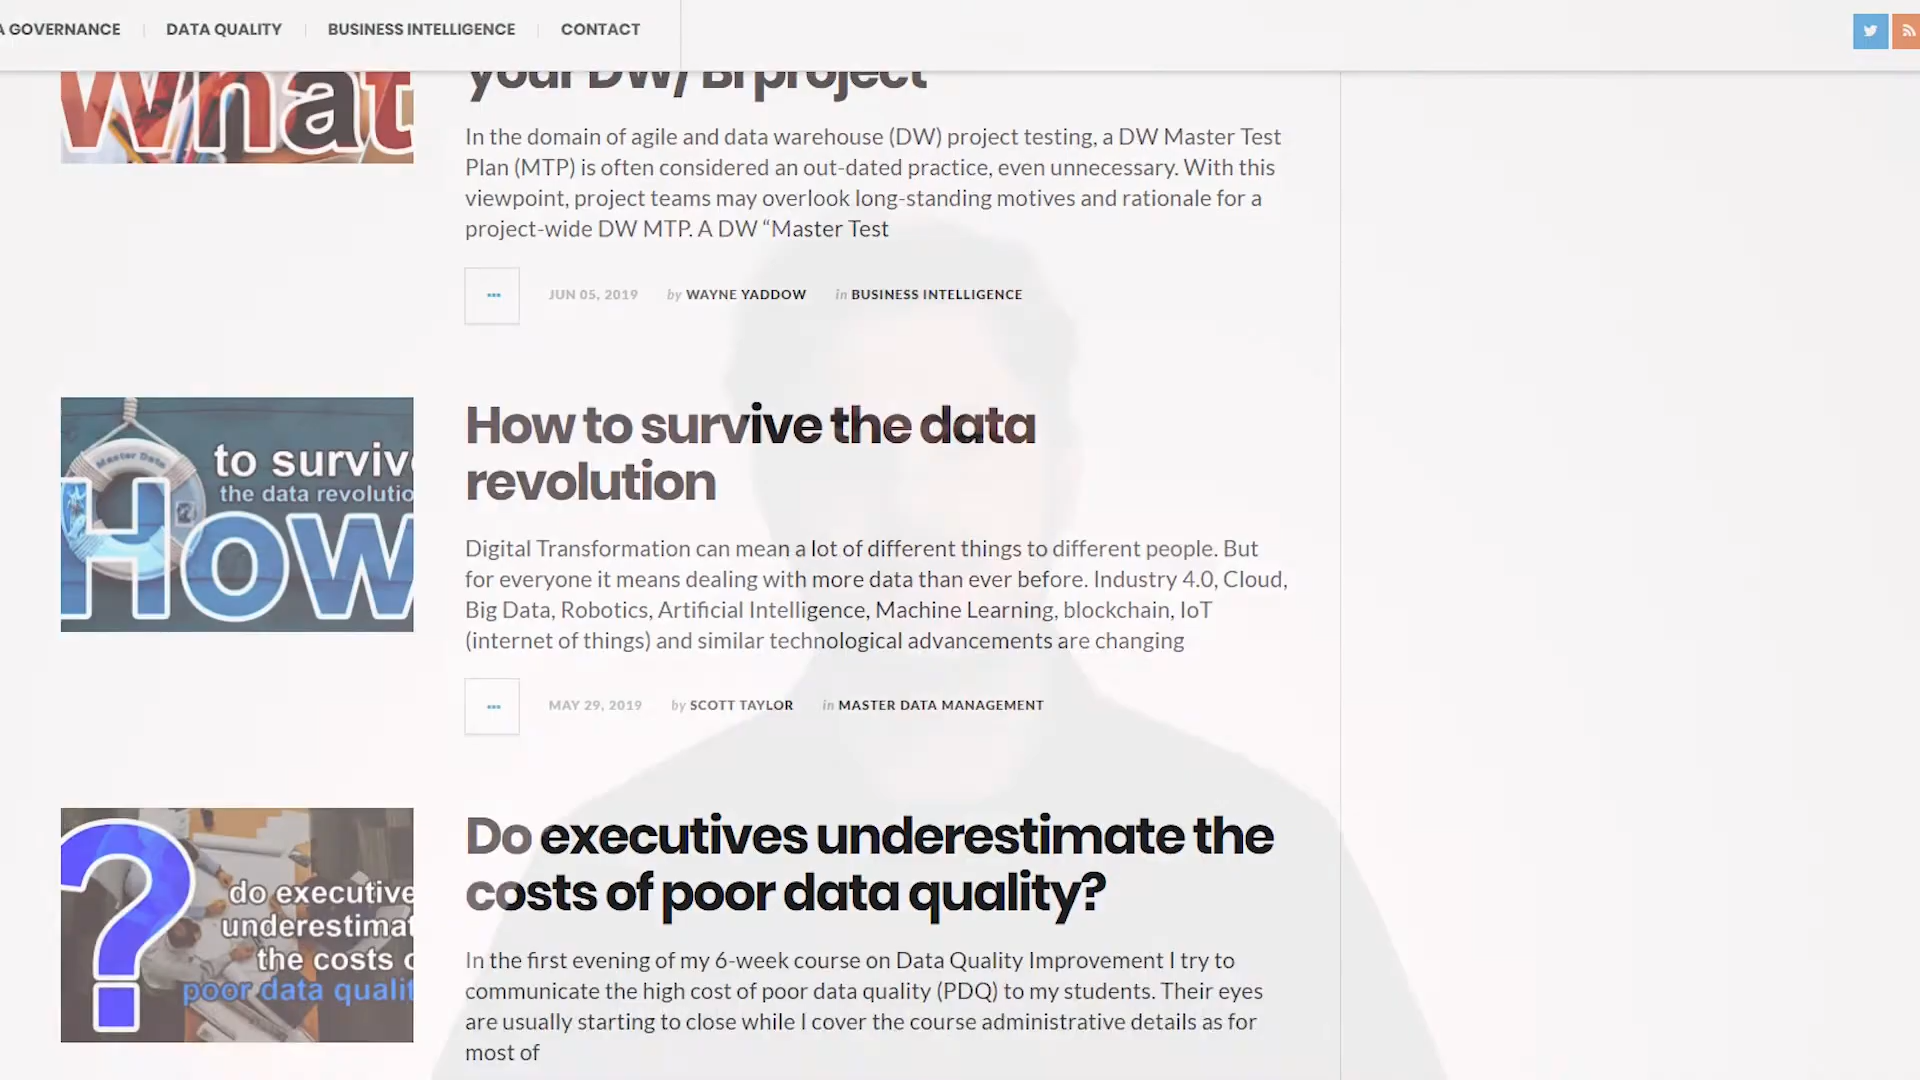 GOVERNANCE
DATA QUALITY
BUSINESS INTELLIGENCE
CONTACT
What
your DW/ BI project
In the domain of agile and data warehouse (DW) project testing, a DW Master Test
Plan (MTP) is often considered an out-dated practice, even unnecessary. With this
viewpoint, project teams may overlook long-standing motives and rationale for a
project-wide DW MTP. A DW “Master Test
JUN 05, 2019 by WAYNE YADDOW in BUSINESS INTELLIGENCE
Master Data
to surviv
the data revolutio
How
How to survive the data
revolution
Digital Transformation can mean a lot of different things to different people. But
for everyone it means dealing with more data than ever before. Industry 4.0, Cloud,
Big Data, Robotics, Artificial Intelligence, Machine Learning, blockchain, IoT
(internet of things) and similar technological advancements are changing
MAY 29, 2019 by SCOTT TAYLOR in MASTER DATA MANAGEMENT
?
do executive
underestimat
the costs o
poor data qualit
Do executives underestimate the
costs of poor data quality?
In the first evening of my 6-week course on Data Quality Improvement I try to
communicate the high cost of poor data quality (PDQ) to my students. Their eyes
are usually starting to close while I cover the course administrative details as for
most of